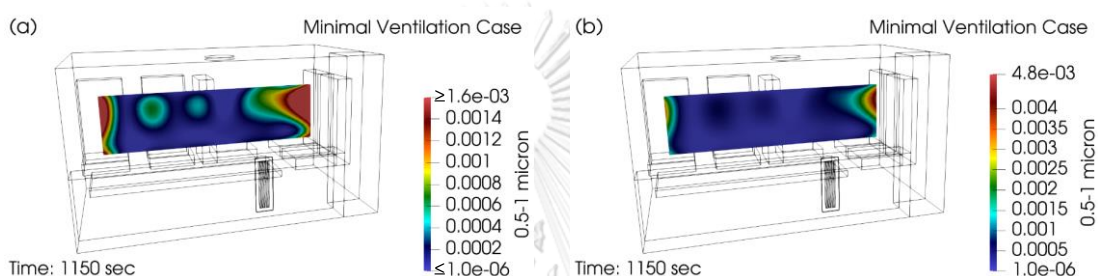 (a)
Minimal Ventilation Case
≥1.6e-03
0.0014
0.0012
0.001
0.0008
0.0006
0.0004
0.0002
≤1.0e-06
0.5-1 micron
Time: 1150 sec
(b)
Minimal Ventilation Case
4.8e-03
0.004
0.0035
0.003
0.0025
0.002
0.0015
0.001
0.0005
1.0e-06
0.5-1 micron
Time: 1150 sec